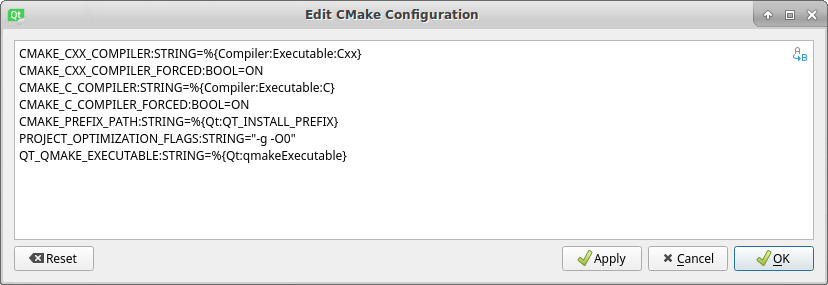 Qt
Edit CMake Configuration
CMAKE_CXX_COMPILER:STRING=%{Compiler:Executable:Cxx}
CMAKE_CXX_COMPILER_FORCED:BOOL=ON
CMAKE_C_COMPILER:STRING=%{Compiler:Executable:C}
CMAKE_C_COMPILER_FORCED:BOOL=ON
CMAKE_PREFIX_PATH:STRING=%{Qt:QT_INSTALL_PREFIX}
PROJECT_OPTIMIZATION_FLAGS:STRING="-g -O0"
QT_QMAKE_EXECUTABLE:STRING=%{Qt:qmakeExecutable}
Reset
Apply
Cancel
OK